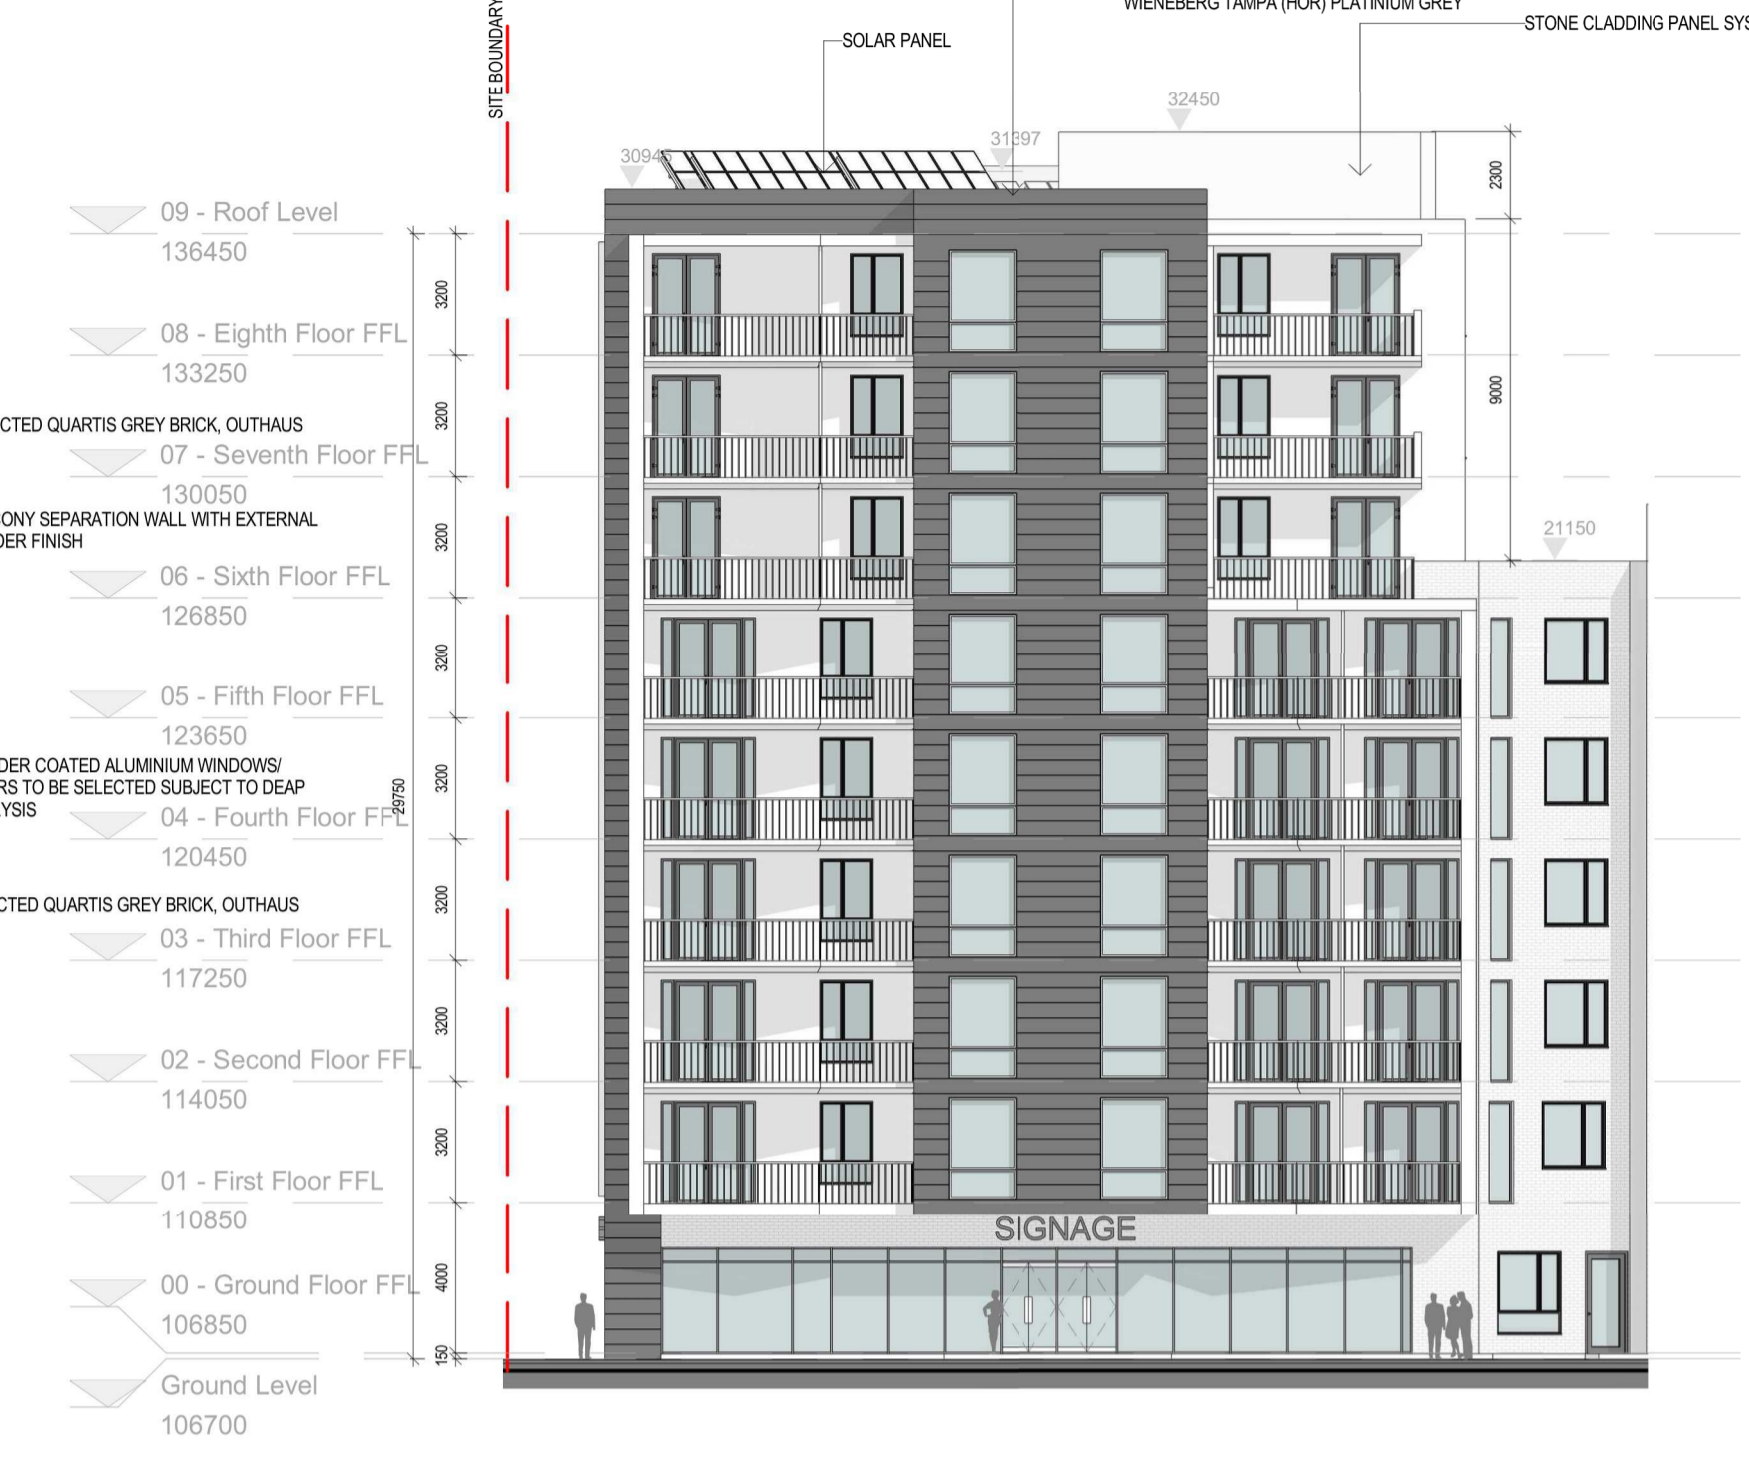 WIENEBERG TAMPA (HOR) PLATINIUM GREY
STONE CLADDING PANEL SYS
SITE BOUNDARY
SOLAR PANEL
32450
31397
30945
2300
09 - Roof Level
136450
3200
08 - Eighth Floor FFL
133250
9000
3200
CTED QUARTIS GREY BRICK, OUTHAUS
07 - Seventh Floor FFL
130050
ONY SEPARATION WALL WITH EXTERNAL
DER FINISH
3200
21150
06 - Sixth Floor FFL
126850
3200
05 - Fifth Floor FFL
123650
DER COATED ALUMINIUM WINDOWS/
RS TO BE SELECTED SUBJECT TO DEAP
YSIS
3200
29750
04 - Fourth Floor FFL
120450
3200
CTED QUARTIS GREY BRICK, OUTHAUS
03 - Third Floor FFL
117250
3200
02 - Second Floor FFL
114050
3200
01 - First Floor FFL
110850
SIGNAGE
4000
00 - Ground Floor FFL
106850
150
Ground Level
106700